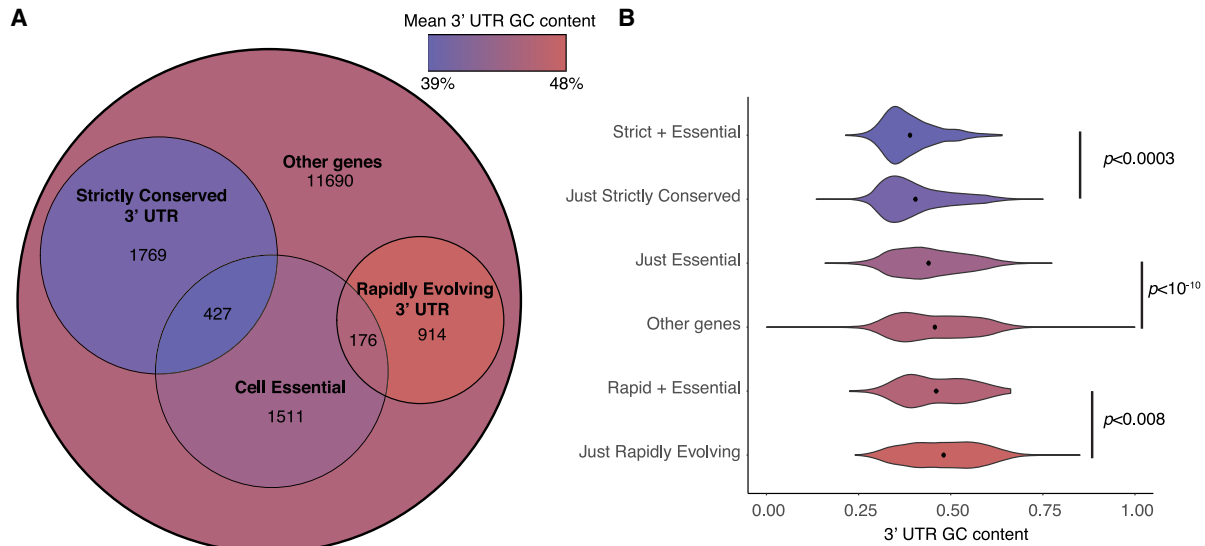 A
Mean 3' UTR GC content
39%
48%
Other genes
11690
Strictly Conserved
3' UTR
1769
427
Rapidly Evolving
3' UTR
176
914
Cell Essential
1511
B
Strict + Essential
Just Strictly Conserved
Just Essential
Other genes
Rapid + Essential
Just Rapidly Evolving
p<0.0003
p<10⁻¹⁰
p<0.008
0.00
0.25
0.50
0.75
1.00
3' UTR GC content